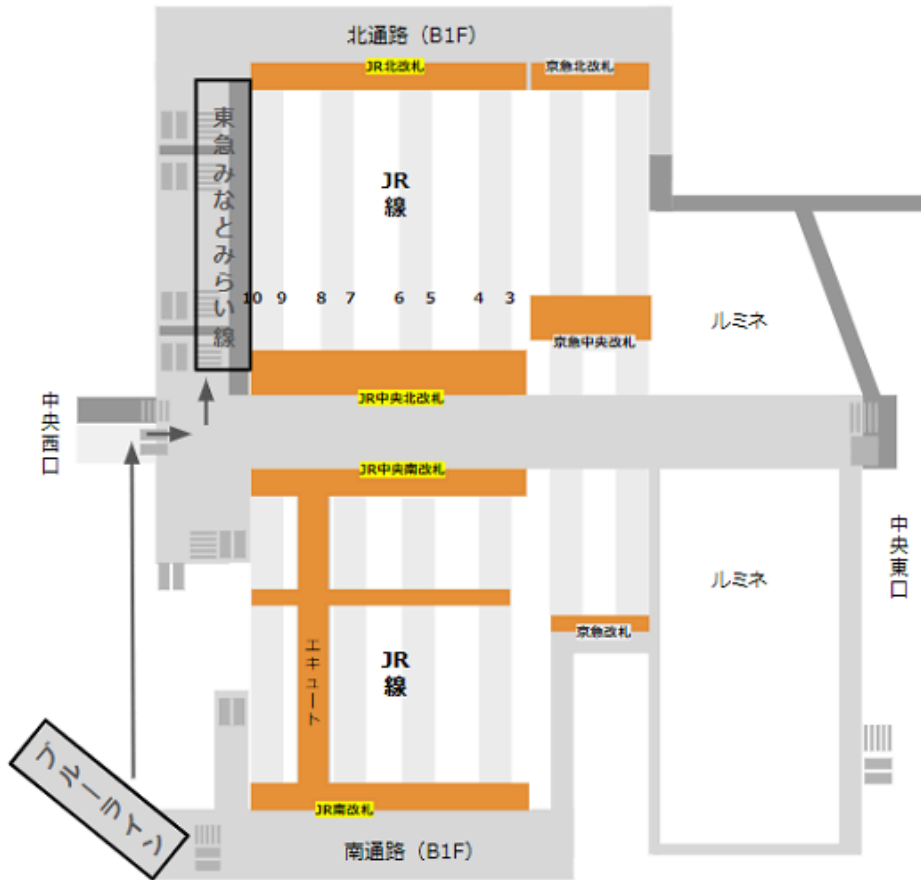 北通路（B1F）
JR北改札
京急北改札
東急みなとみらい線
JR
線
10 9 8 7 6 5 4 3
ルミネ
京急中央改札
中央西口
JR中央北改札
JR中央南改札
中央東口
ルミネ
京急改札
エキュート
JR
線
ブルーライン
JR南改札
南通路（B1F）